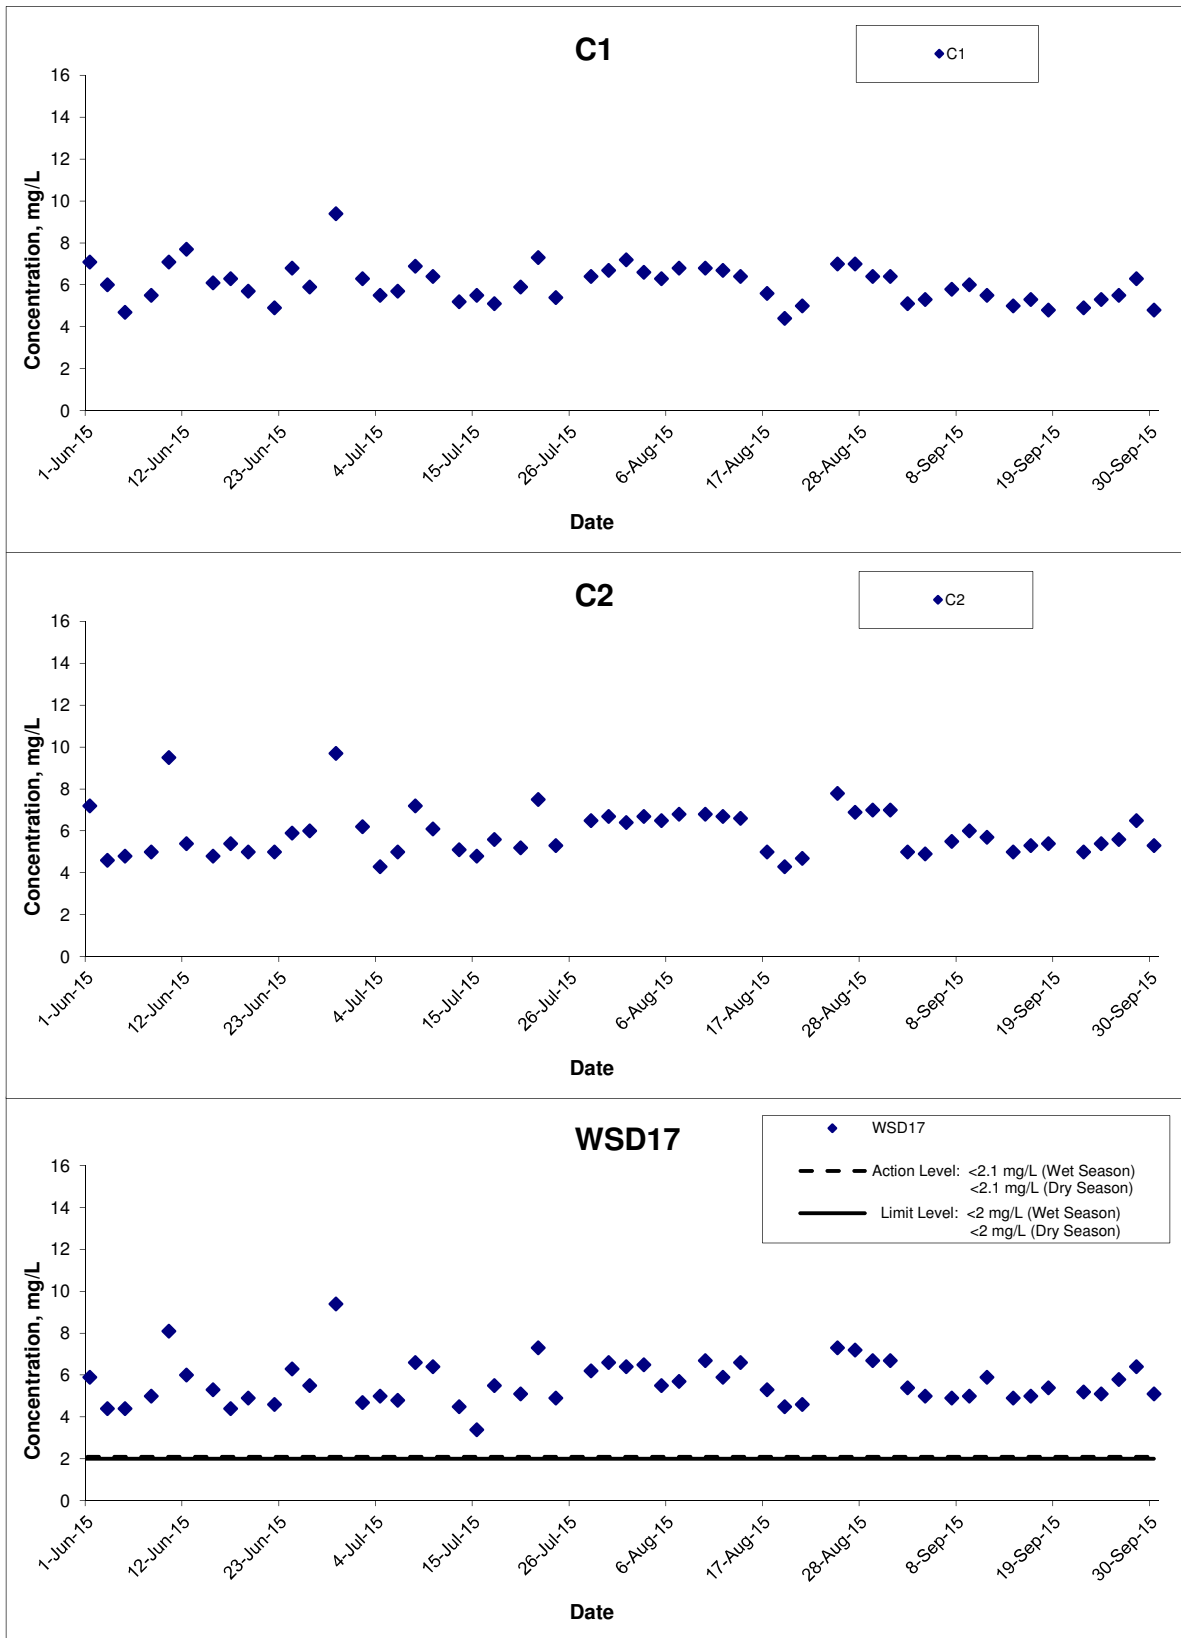 C1
C1
Concentration, mg/L
16
14
12
10
8
6
4
2
0
1-Jun-15
12-Jun-15
23-Jun-15
4-Jul-15
15-Jul-15
26-Jul-15
6-Aug-15
17-Aug-15
28-Aug-15
8-Sep-15
19-Sep-15
30-Sep-15
Date
C2
C2
Concentration, mg/L
16
14
12
10
8
6
4
2
0
1-Jun-15
12-Jun-15
23-Jun-15
4-Jul-15
15-Jul-15
26-Jul-15
6-Aug-15
17-Aug-15
28-Aug-15
8-Sep-15
19-Sep-15
30-Sep-15
Date
WSD17
WSD17
Action Level: <2.1 mg/L (Wet Season)
<2.1 mg/L (Dry Season)
Limit Level: <2 mg/L (Wet Season)
<2 mg/L (Dry Season)
Concentration, mg/L
16
14
12
10
8
6
4
2
0
1-Jun-15
12-Jun-15
23-Jun-15
4-Jul-15
15-Jul-15
26-Jul-15
6-Aug-15
17-Aug-15
28-Aug-15
8-Sep-15
19-Sep-15
30-Sep-15
Date